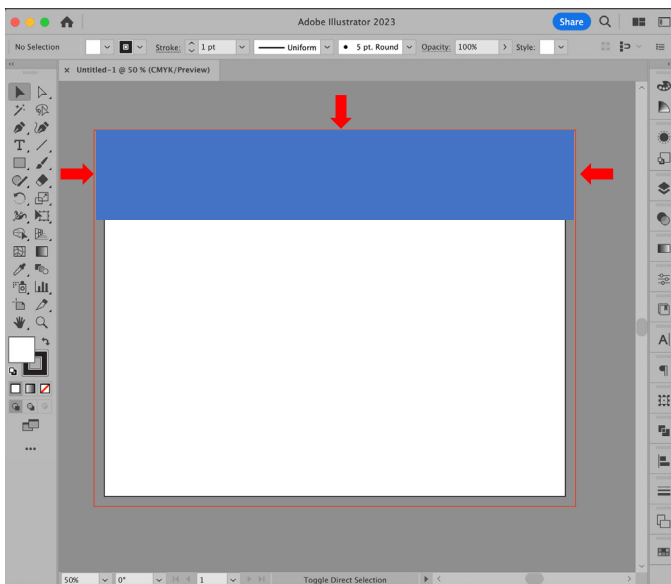 Adobe Illustrator 2023
Share
No Selection
Stroke:
1 pt
Uniform
5 pt. Round
Opacity:
100%
Style:
× Untitled-1 @ 50 % (CMYK/Preview)
50%
0°
1
Toggle Direct Selection